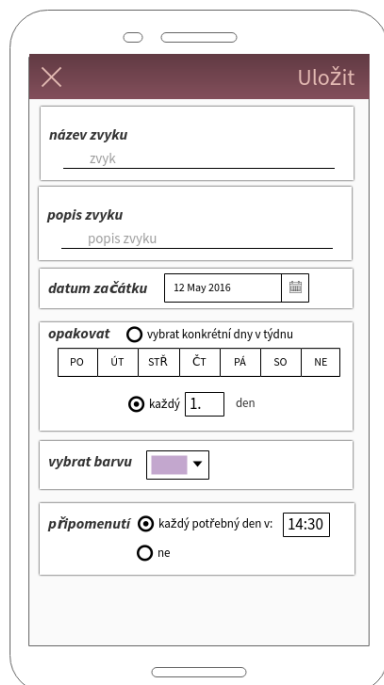 Uložit
název zvyku
zvyk
popis zvyku
popis zvyku
datum začátku 12 May 2016
opakovat vybrat konkrétní dny v týdnu
PO ÚT STŘ ČT PÁ SO NE
každý 1. den
vybrat barvu
připomenutí každý potřebný den v: 14:30
ne